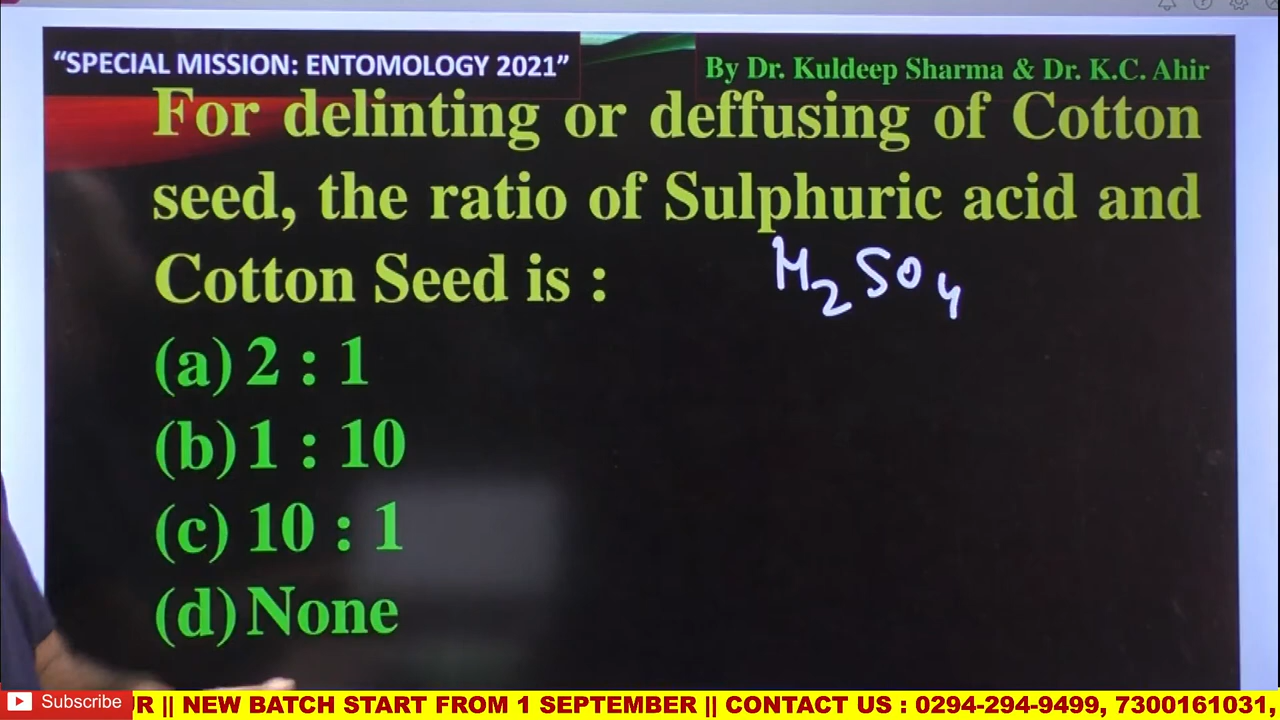 “SPECIAL MISSION: ENTOMOLOGY 2021”
By Dr. Kuldeep Sharma & Dr. K.C. Ahir
For delinting or deffusing of Cotton
seed, the ratio of Sulphuric acid and
Cotton Seed is :
H2SO4
(a) 2 : 1
(b) 1 : 10
(c) 10 : 1
(d) None
Subscribe
UR || NEW BATCH START FROM 1 SEPTEMBER || CONTACT US : 0294-294-9499, 7300161031,